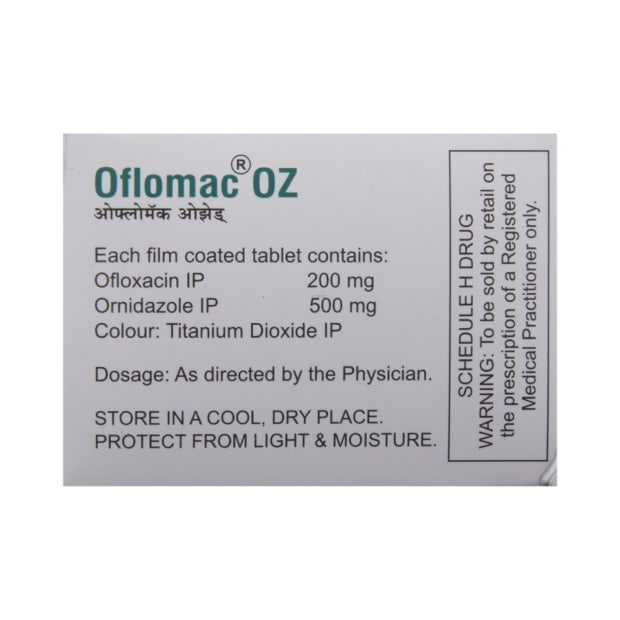 Oflomac® OZ
ओफ्लोमॅक ओझेड्
Each film coated tablet contains:
Ofloxacin IP 200 mg
Ornidazole IP 500 mg
Colour: Titanium Dioxide IP
Dosage: As directed by the Physician.
STORE IN A COOL, DRY PLACE.
PROTECT FROM LIGHT & MOISTURE.
SCHEDULE H DRUG
WARNING: To be sold by retail on
the prescription of a Registered
Medical Practitioner only.